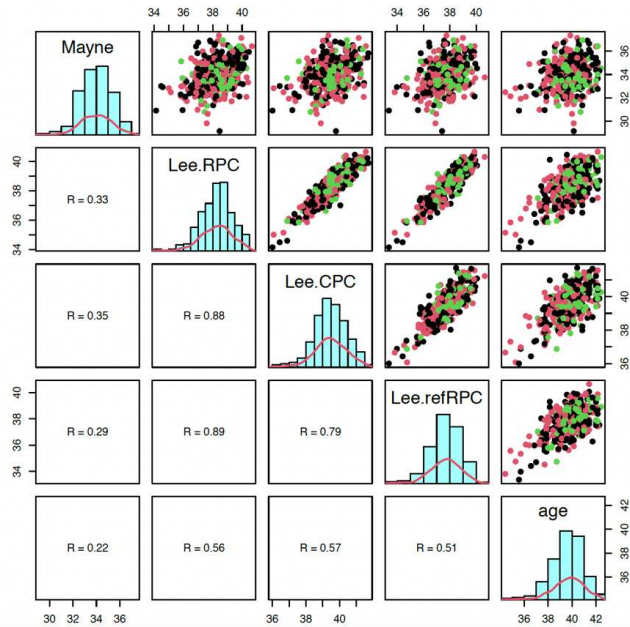 34 36 38 40
34 36 38 40
Mayne
30 32 34 36
34 36 38 40
Lee.RPC
R = 0.33
Lee.CPC
R = 0.35
R = 0.88
36 38 40
34 36 38 40
Lee.refRPC
R = 0.29
R = 0.89
R = 0.79
age
R = 0.22
R = 0.56
R = 0.57
R = 0.51
36 38 40 42
30 32 34 36
36 38 40
36 38 40 42